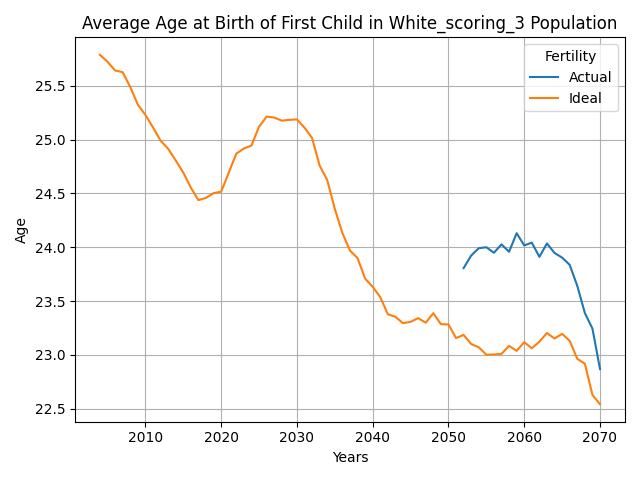 Average Age at Birth of First Child in White_scoring_3 Population
Fertility
Actual
Ideal
Age
25.5
25.0
24.5
24.0
23.5
23.0
22.5
2010 2020 2030 2040 2050 2060 2070
Years